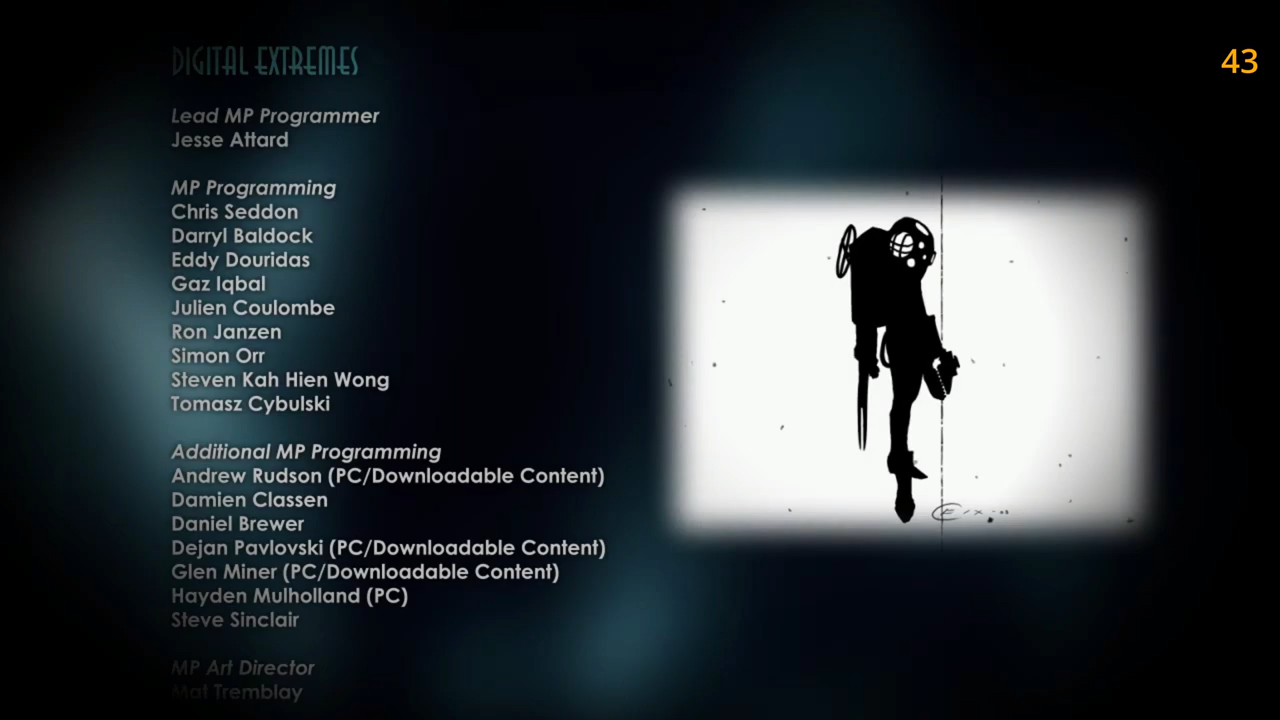 DIGITAL EXTREMES
43
Lead MP Programmer
Jesse Attard
MP Programming
Chris Seddon
Darryl Baldock
Eddy Douridas
Gaz Iqbal
Julien Coulombe
Ron Janzen
Simon Orr
Steven Kah Hien Wong
Tomasz Cybulski
Additional MP Programming
Andrew Rudson (PC/Downloadable Content)
Damien Classen
Daniel Brewer
Dejan Pavlovski (PC/Downloadable Content)
Glen Miner (PC/Downloadable Content)
Hayden Mulholland (PC)
Steve Sinclair
MP Art Director
Mat Tremblay